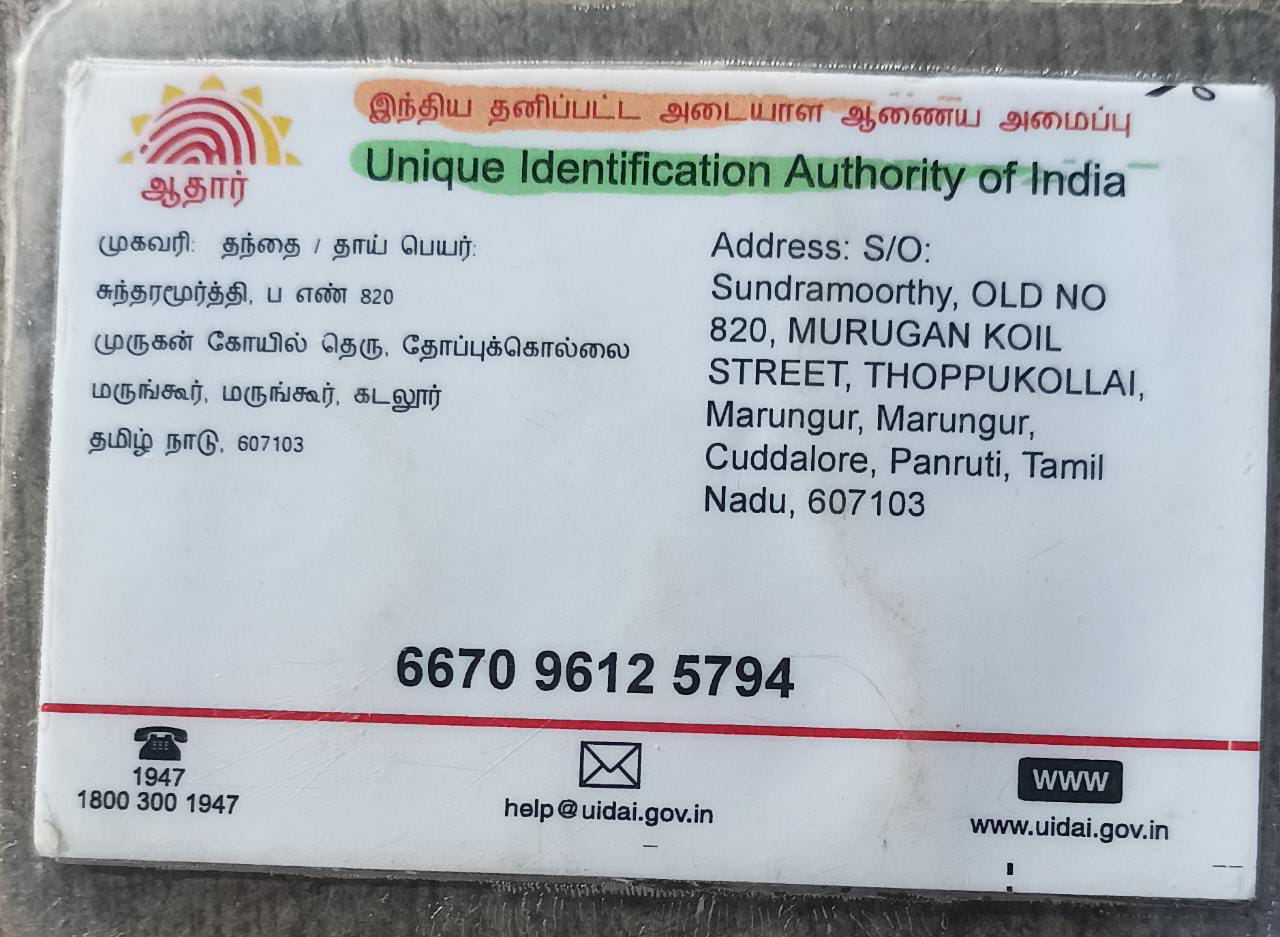 இந்திய தனிப்பட்ட அடையாள ஆணைய அமைப்பு
Unique Identification Authority of India
ஆதார்
முகவரி: தந்தை / தாய் பெயர்:
சுந்தரமூர்த்தி, ப எண் 820
முருகன் கோயில் தெரு, தோப்புக்கொல்லை
மருங்கூர், மருங்கூர், கடலூர்
தமிழ் நாடு, 607103
Address: S/O:
Sundramoorthy, OLD NO
820, MURUGAN KOIL
STREET, THOPPUKOLLAI,
Marungur, Marungur,
Cuddalore, Panruti, Tamil
Nadu, 607103
6670 9612 5794
1947
1800 300 1947
help@uidai.gov.in
www
www.uidai.gov.in